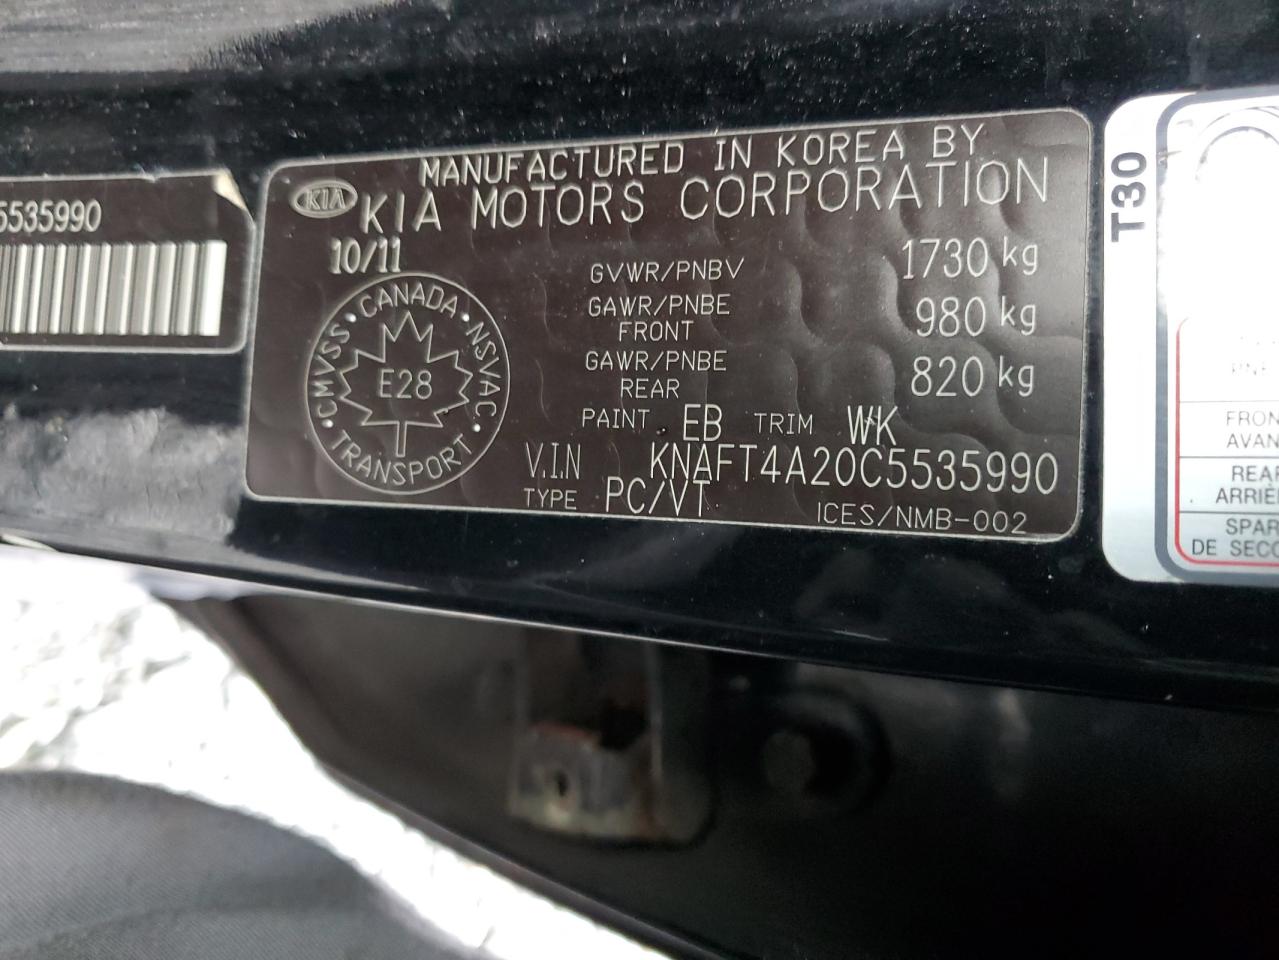 5535990
MANUFACTURED IN KOREA BY
KIA KIA MOTORS CORPORATION
10/11
GVWR/PNBV 1730 kg
GAWR/PNBE FRONT 980 kg
GAWR/PNBE REAR 820 kg
CMVSS · CANADA · NSVAC · TRANSPORT ·
E28
PAINT EB TRIM WK
V.I.N KNAFT4A20C5535990
TYPE PC/VT ICES/NMB-002
T30
FRON
AVAN
REAR
ARRIÈ
SPAR
DE SECO